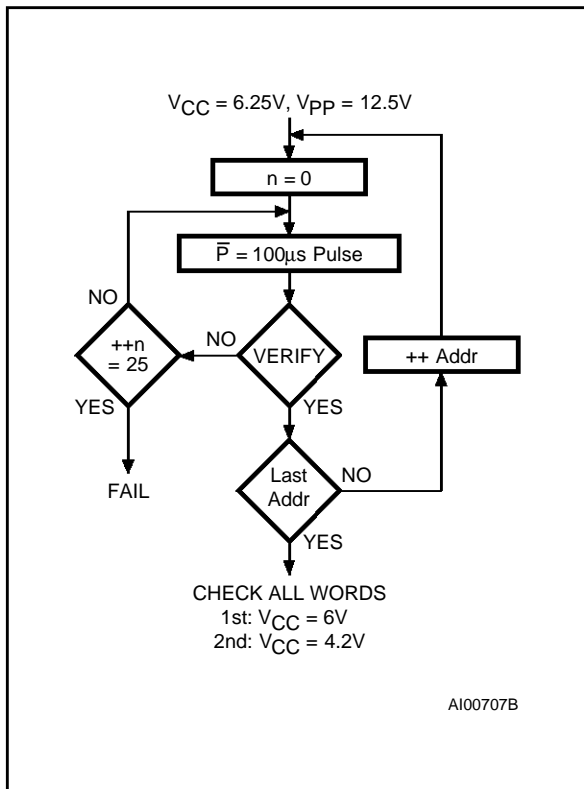 VCC = 6.25V, VPP = 12.5V
n = 0
P̅ = 100µs Pulse
NO
++n
= 25
NO
VERIFY
++ Addr
YES
YES
FAIL
Last
Addr
NO
YES
CHECK ALL WORDS
1st: VCC = 6V
2nd: VCC = 4.2V
AI00707B